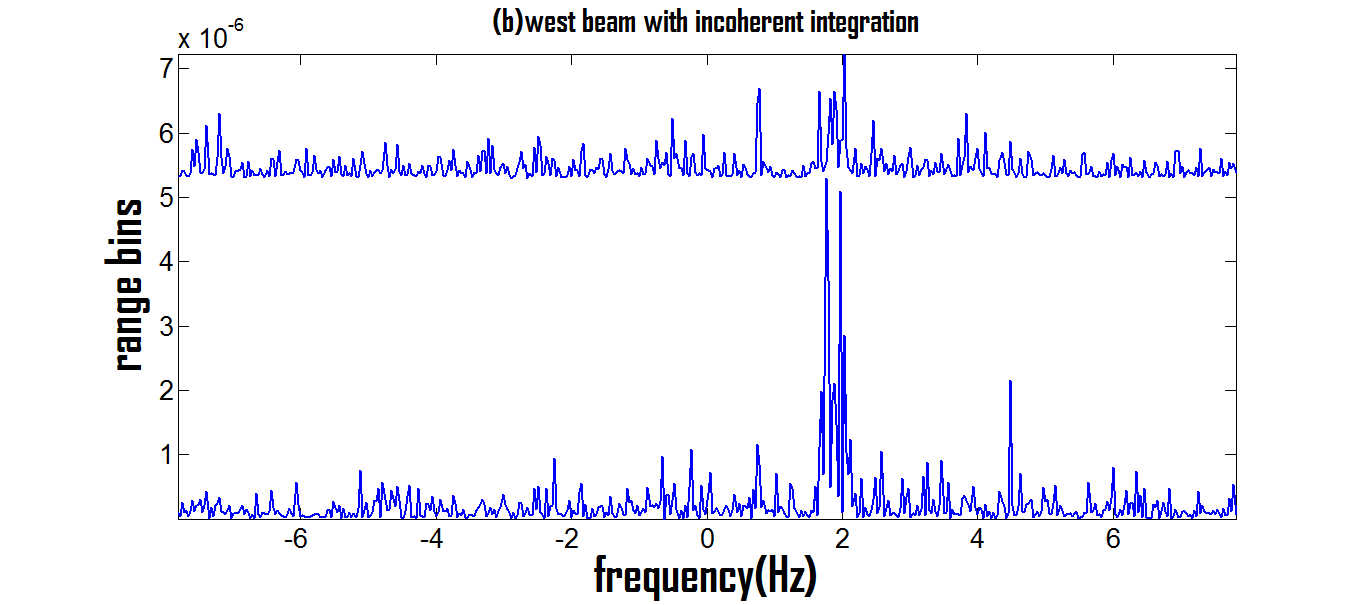 (b)west beam with incoherent integration
x 10^-6
7
6
5
4
3
2
1
range bins
-6 -4 -2 0 2 4 6
frequency(Hz)